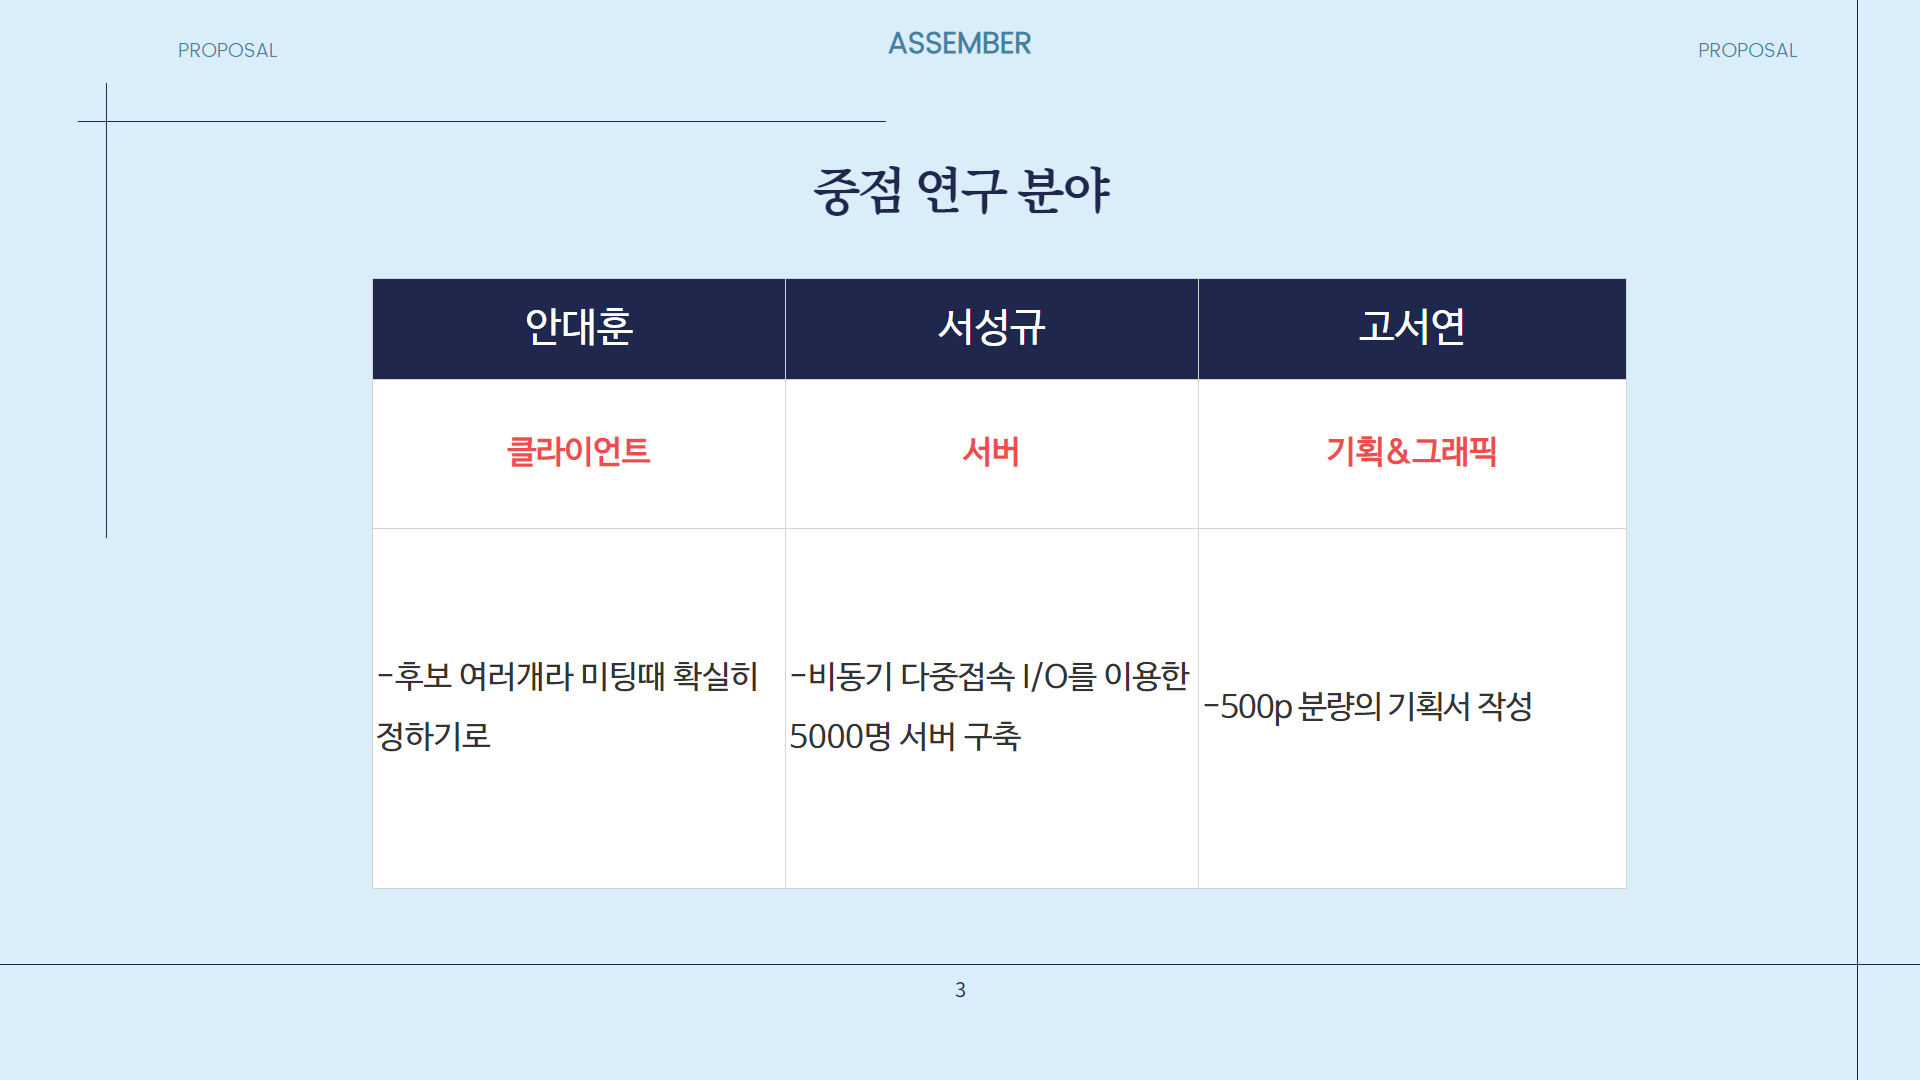 PROPOSAL
ASSEMBER
PROPOSAL
중점 연구 분야
안대훈
서성규
고서연
클라이언트
서버
기획&그래픽
-후보 여러개라 미팅때 확실히
정하기로
-비동기 다중접속 I/O를 이용한
5000명 서버 구축
-500p 분량의 기획서 작성
3